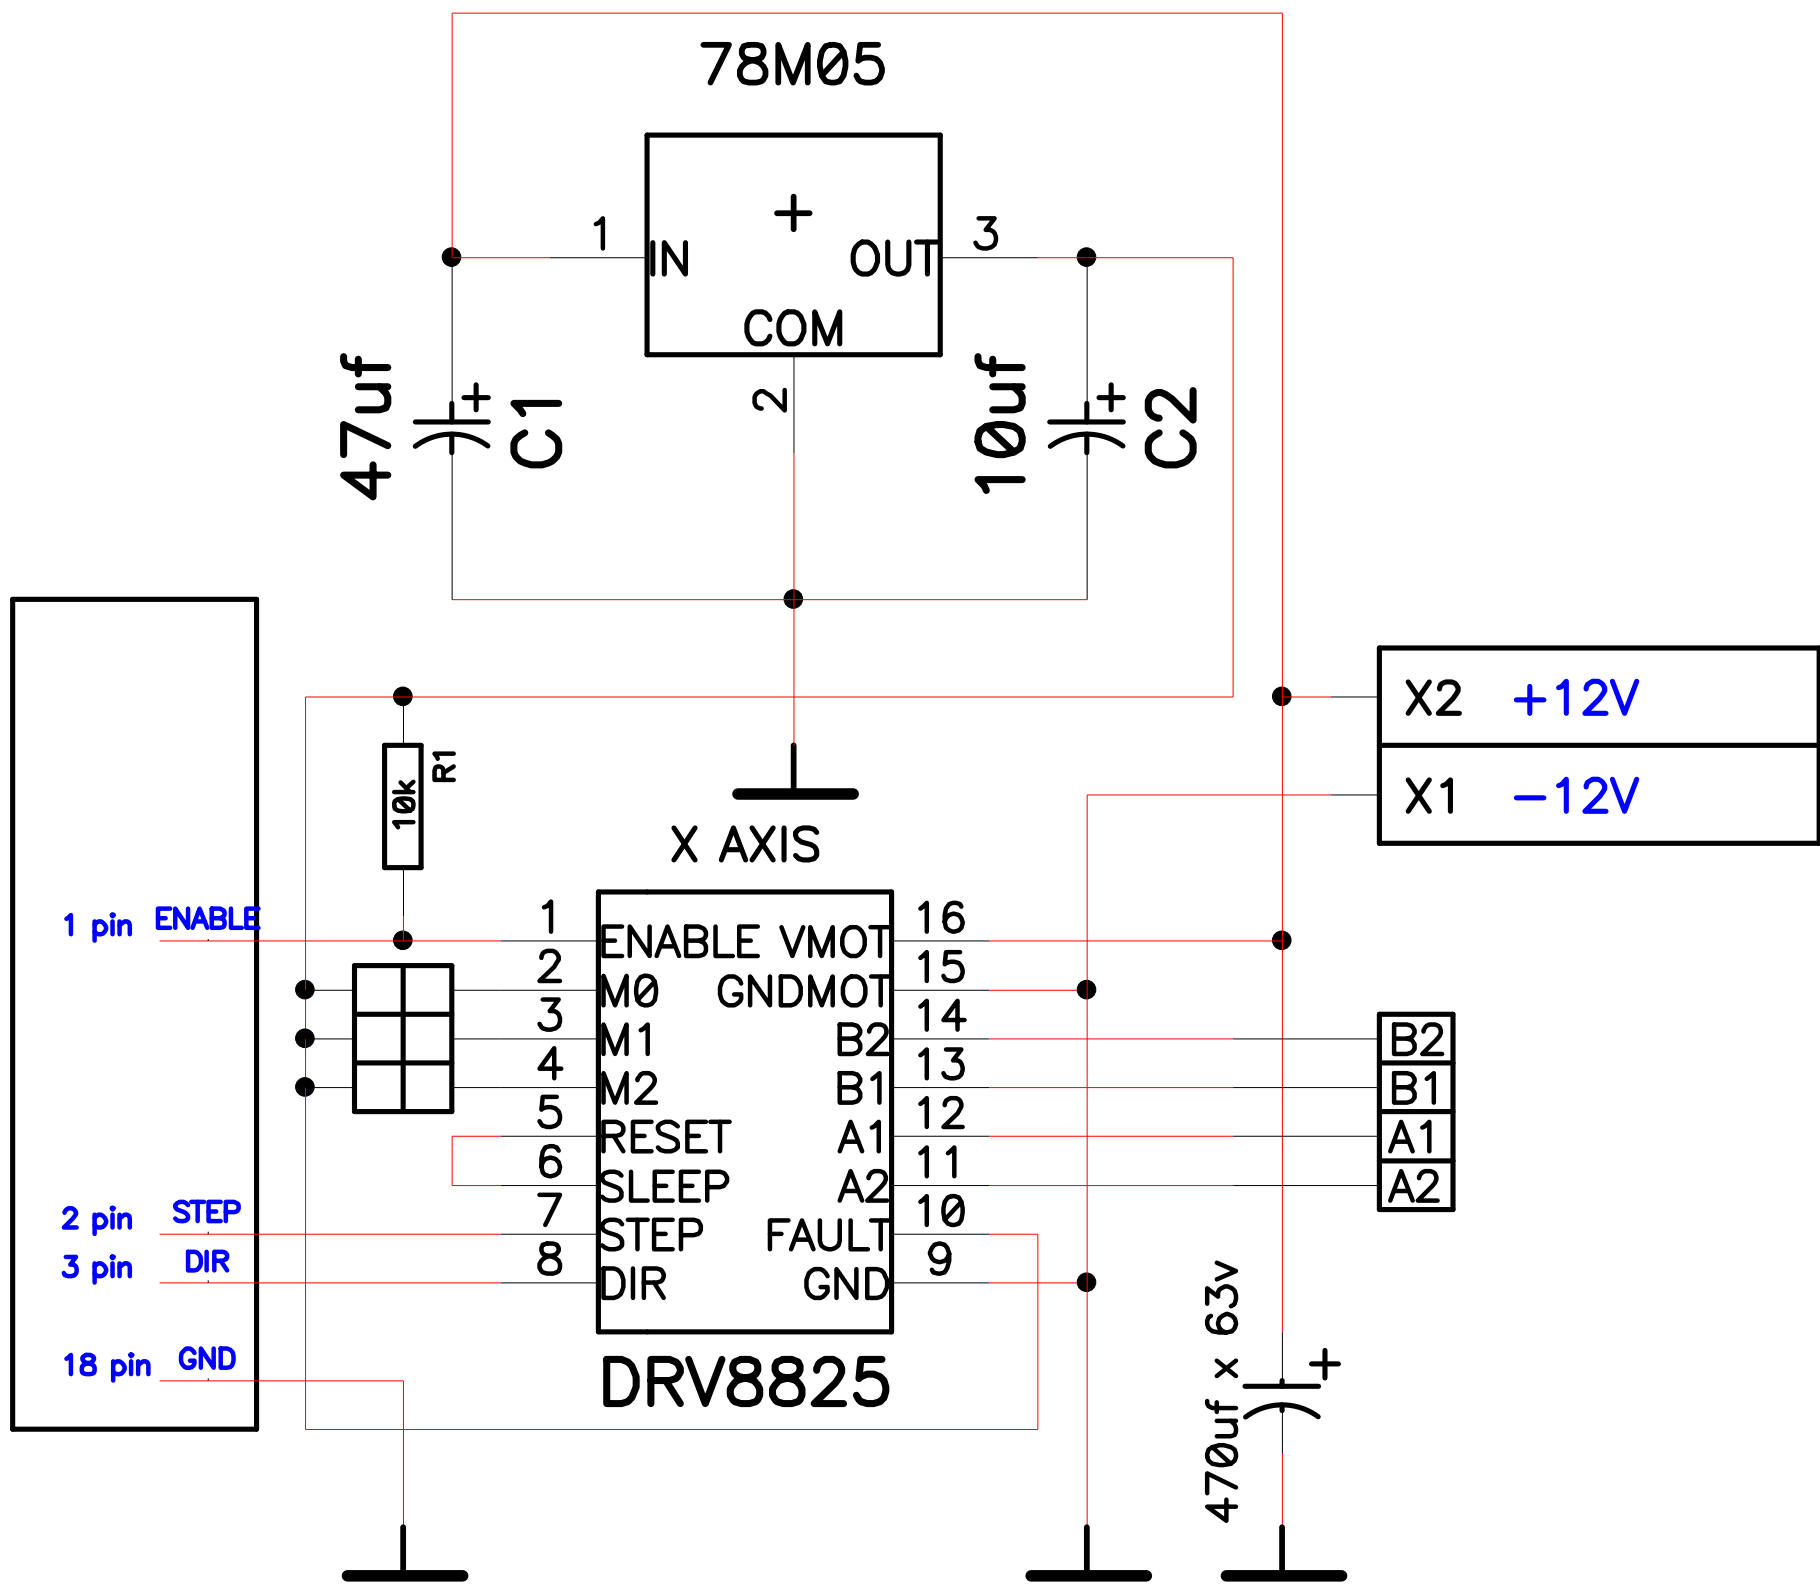 78M05
1
IN
+
OUT
3
COM
2
47uf
+
C1
10uf
+
C2
X2 +12V
X1 -12V
10k
R1
X AXIS
1 pin ENABLE
1 ENABLE VMOT 16
2 M0 GNDMOT 15
3 M1 B2 14
4 M2 B1 13
5 RESET A1 12
6 SLEEP A2 11
7 STEP FAULT 10
8 DIR GND 9
B2
B1
A1
A2
2 pin STEP
3 pin DIR
18 pin GND
DRV8825
470uf x 63v
+